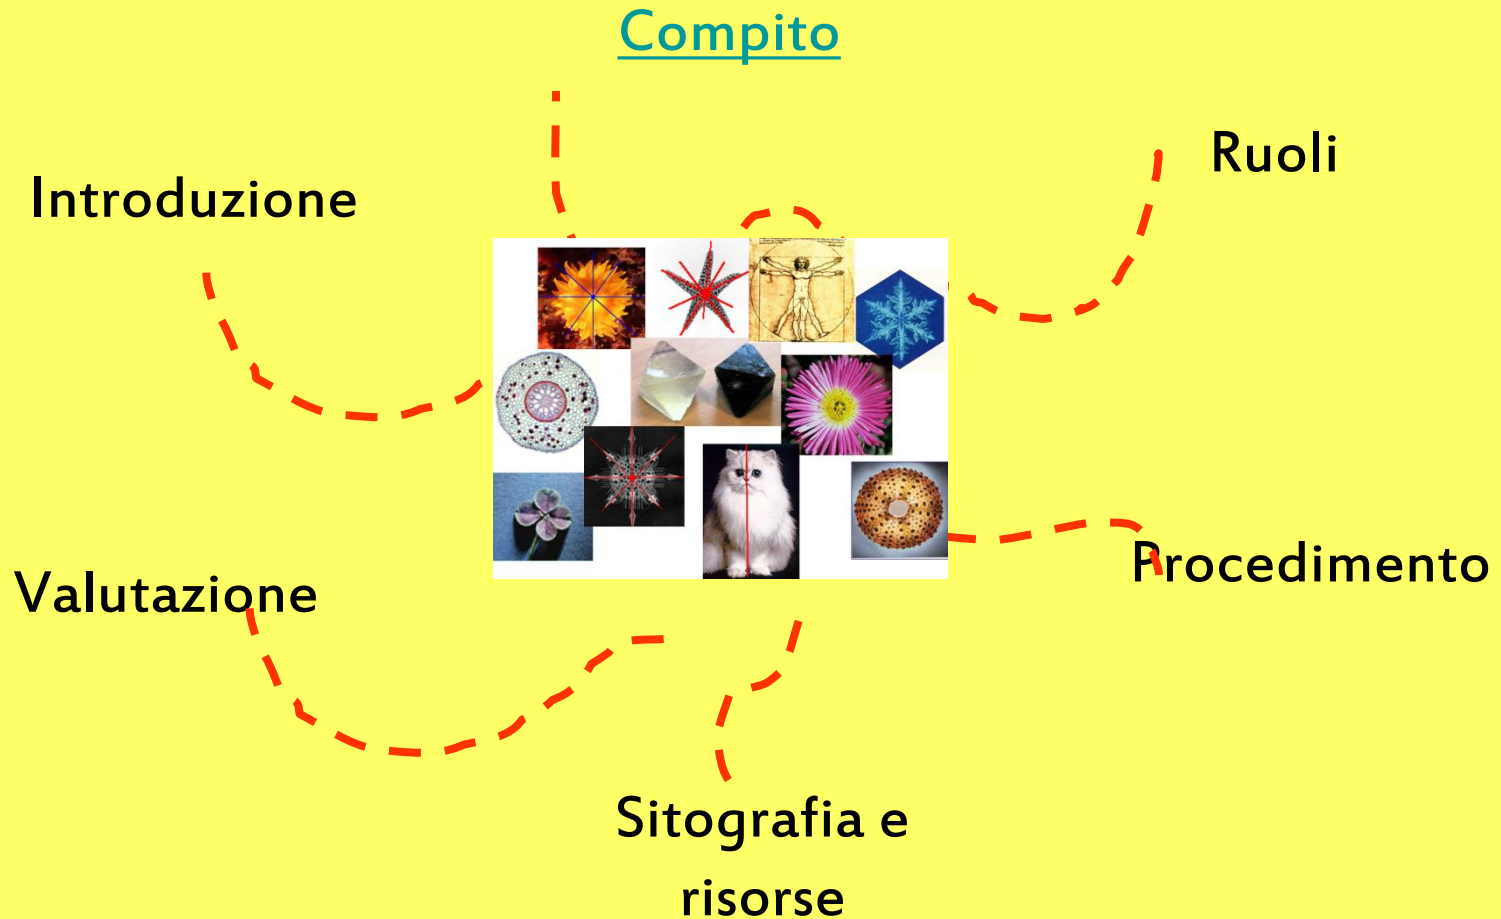 Compito
Ruoli
Introduzione
Procedimento
Valutazione
Sitografia e
risorse